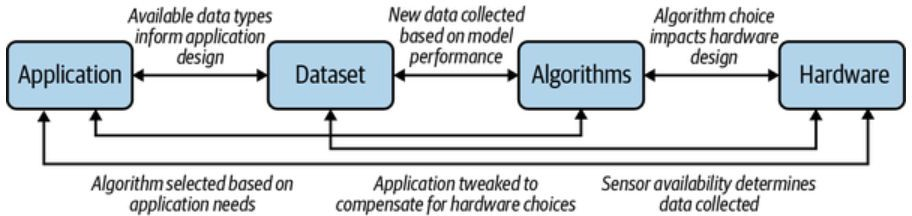 Available data types
inform application
design
New data collected
based on model
performance
Algorithm choice
impacts hardware
design
Application
Dataset
Algorithms
Hardware
Algorithm selected based on
application needs
Application tweaked to
compensate for hardware choices
Sensor availability determines
data collected